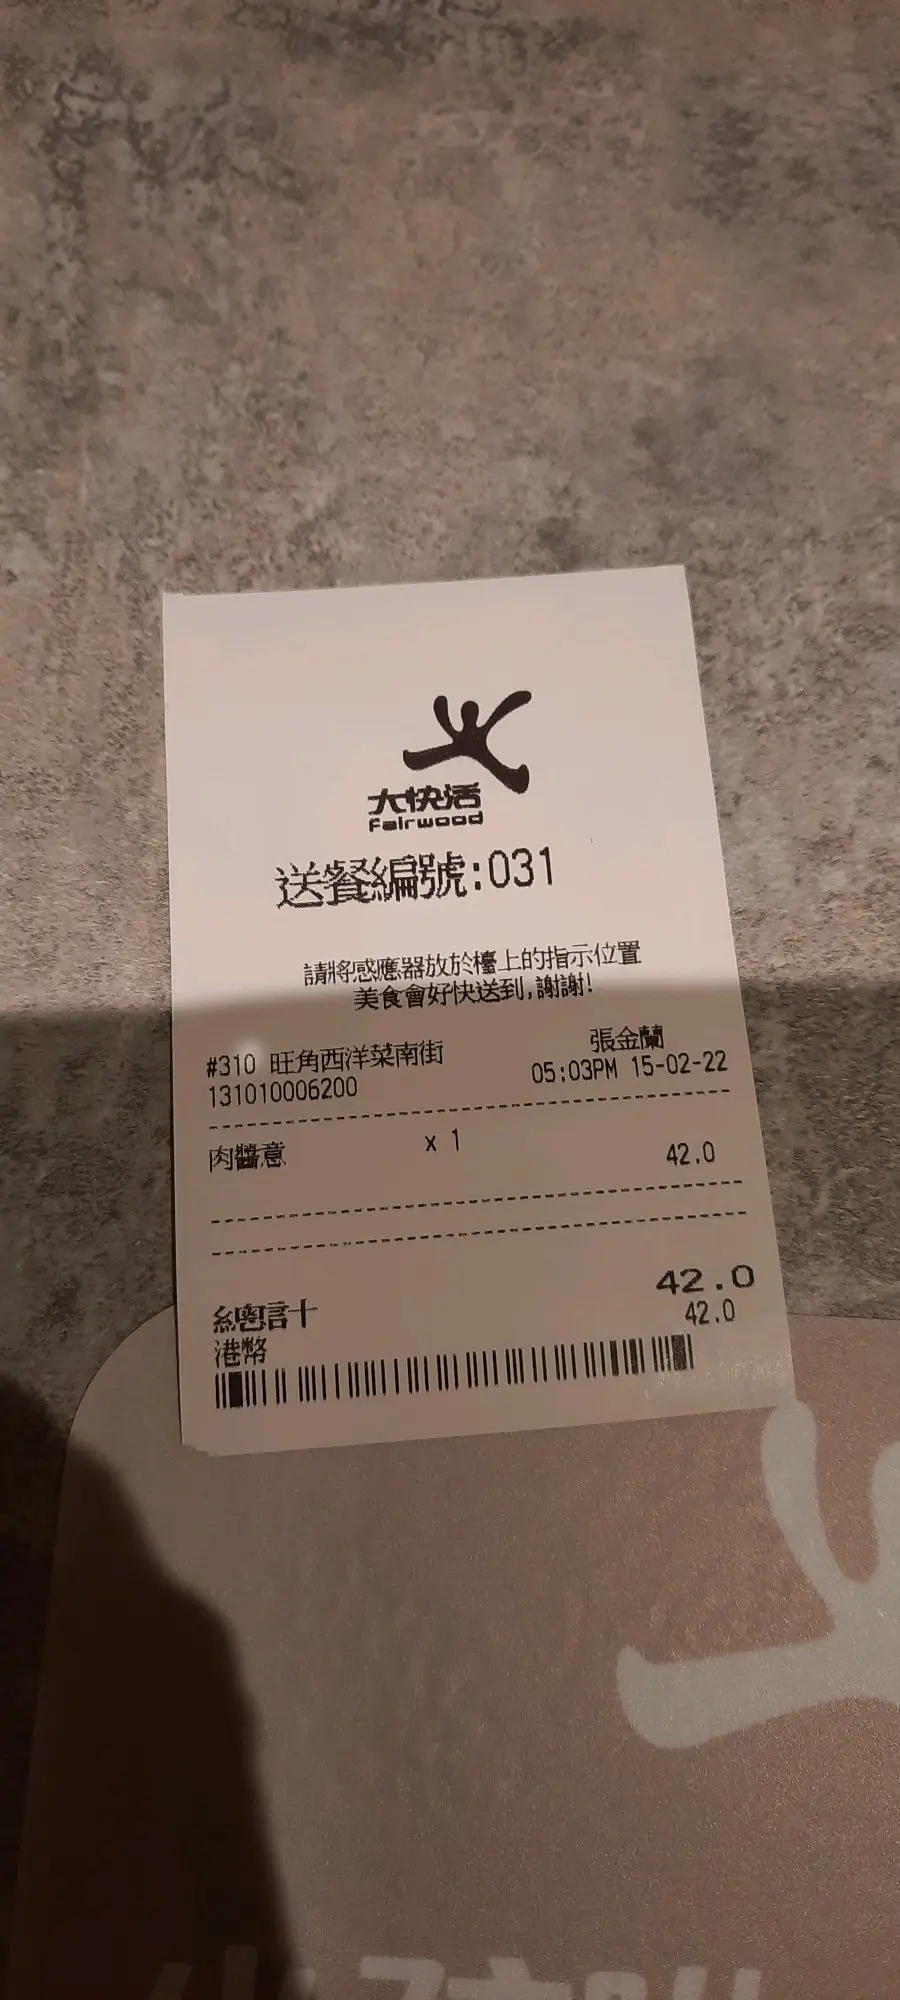 大快活
Fairwood
送餐編號:031
請將感應器放於檯上的指示位置
美食會好快送到,謝謝!
#310 旺角西洋菜南街 張金蘭
131010006200 05:03PM 15-02-22
肉醬意 x 1 42.0
總計 42.0
港幣 42.0